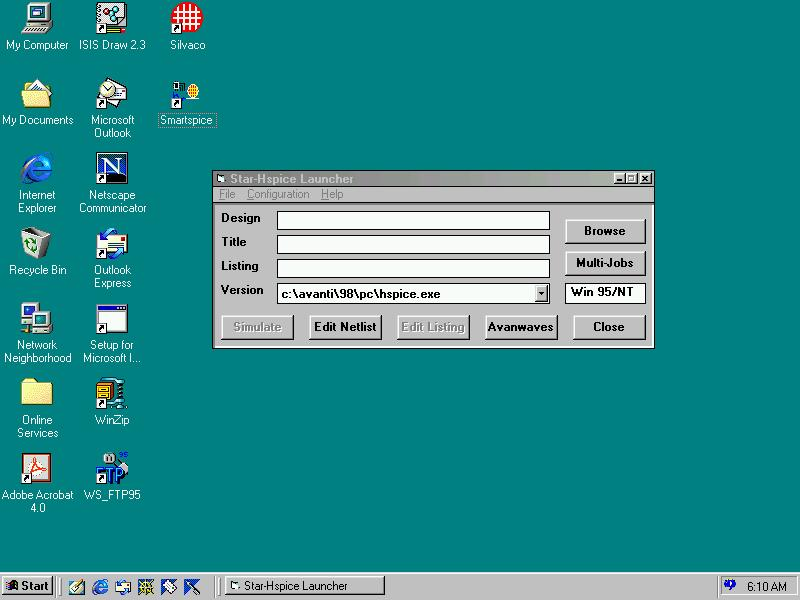 My Computer
ISIS Draw 2.3
Silvaco
My Documents
Microsoft
Outlook
Smartspice
Internet
Explorer
Netscape
Communicator
Recycle Bin
Outlook
Express
Network
Neighborhood
Setup for
Microsoft I...
Online
Services
WinZip
Adobe Acrobat
4.0
95
FTP
WS_FTP95
Star-Hspice Launcher
File Configuration Help
Design
Browse
Title
Listing
Multi-Jobs
Version
c:\avanti\98\pc\hspice.exe
Win 95/NT
Simulate
Edit Netlist
Edit Listing
Avanwaves
Close
Start
Star-Hspice Launcher
6:10 AM